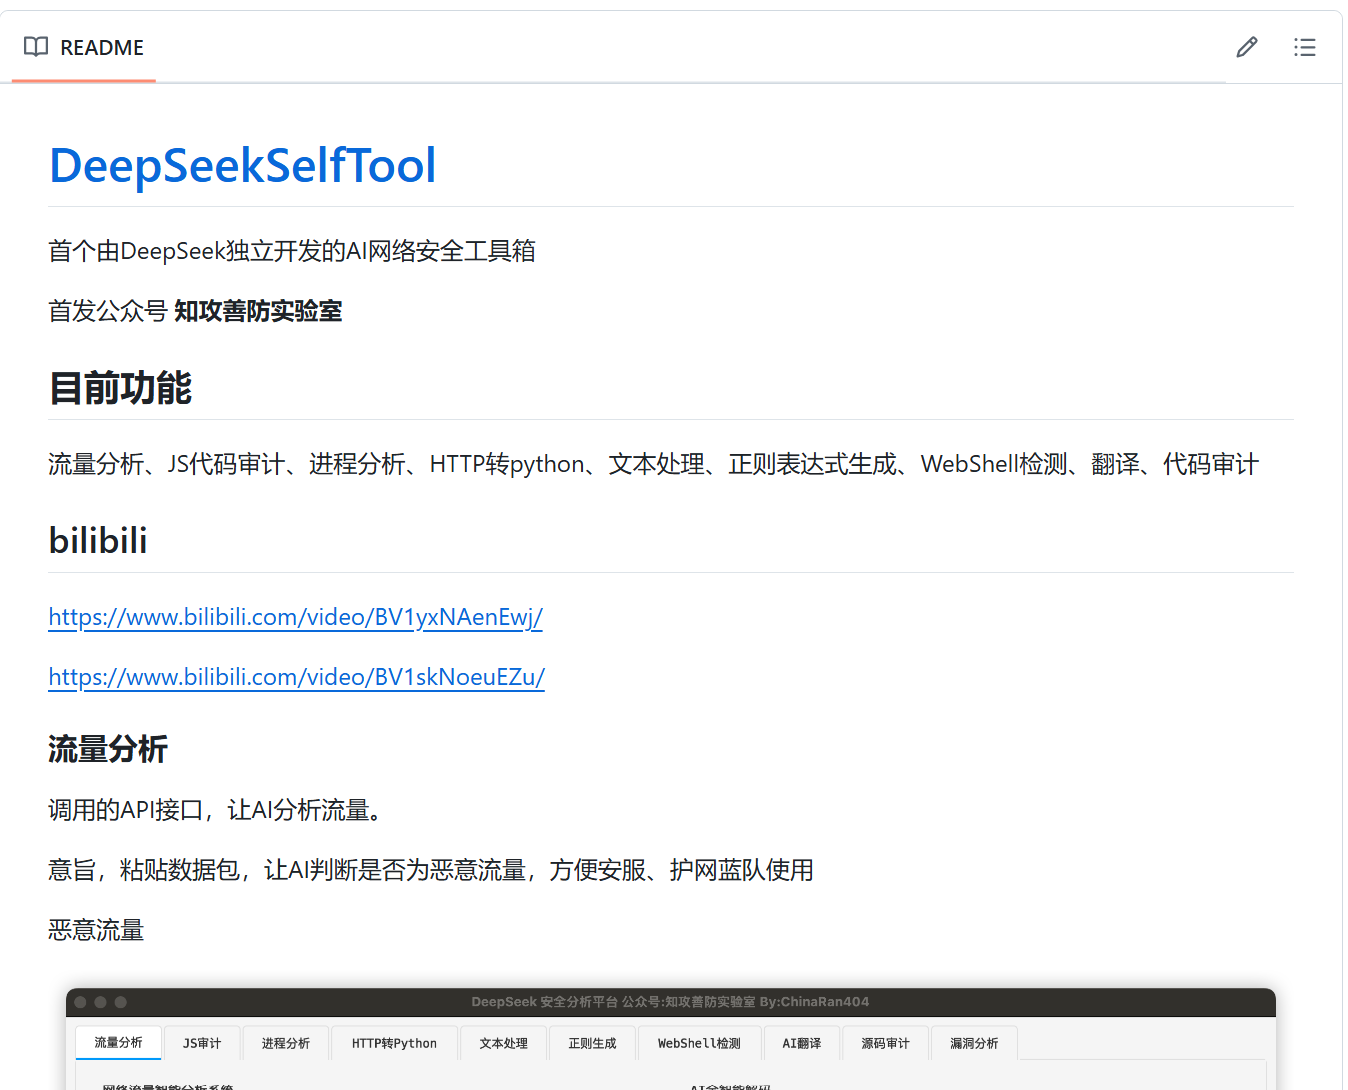 README
DeepSeekSelfTool
首个由DeepSeek独立开发的AI网络安全工具箱
首发公众号 知攻善防实验室
目前功能
流量分析、JS代码审计、进程分析、HTTP转python、文本处理、正则表达式生成、WebShell检测、翻译、代码审计
bilibili
https://www.bilibili.com/video/BV1yxNAenEwj/
https://www.bilibili.com/video/BV1skNoeuEZu/
流量分析
调用的API接口，让AI分析流量。
意旨，粘贴数据包，让AI判断是否为恶意流量，方便安服、护网蓝队使用
恶意流量
DeepSeek 安全分析平台 公众号:知攻善防实验室 By:ChinaRan404
流量分析 JS审计 进程分析 HTTP转Python 文本处理 正则生成 WebShell检测 AI翻译 源码审计 漏洞分析